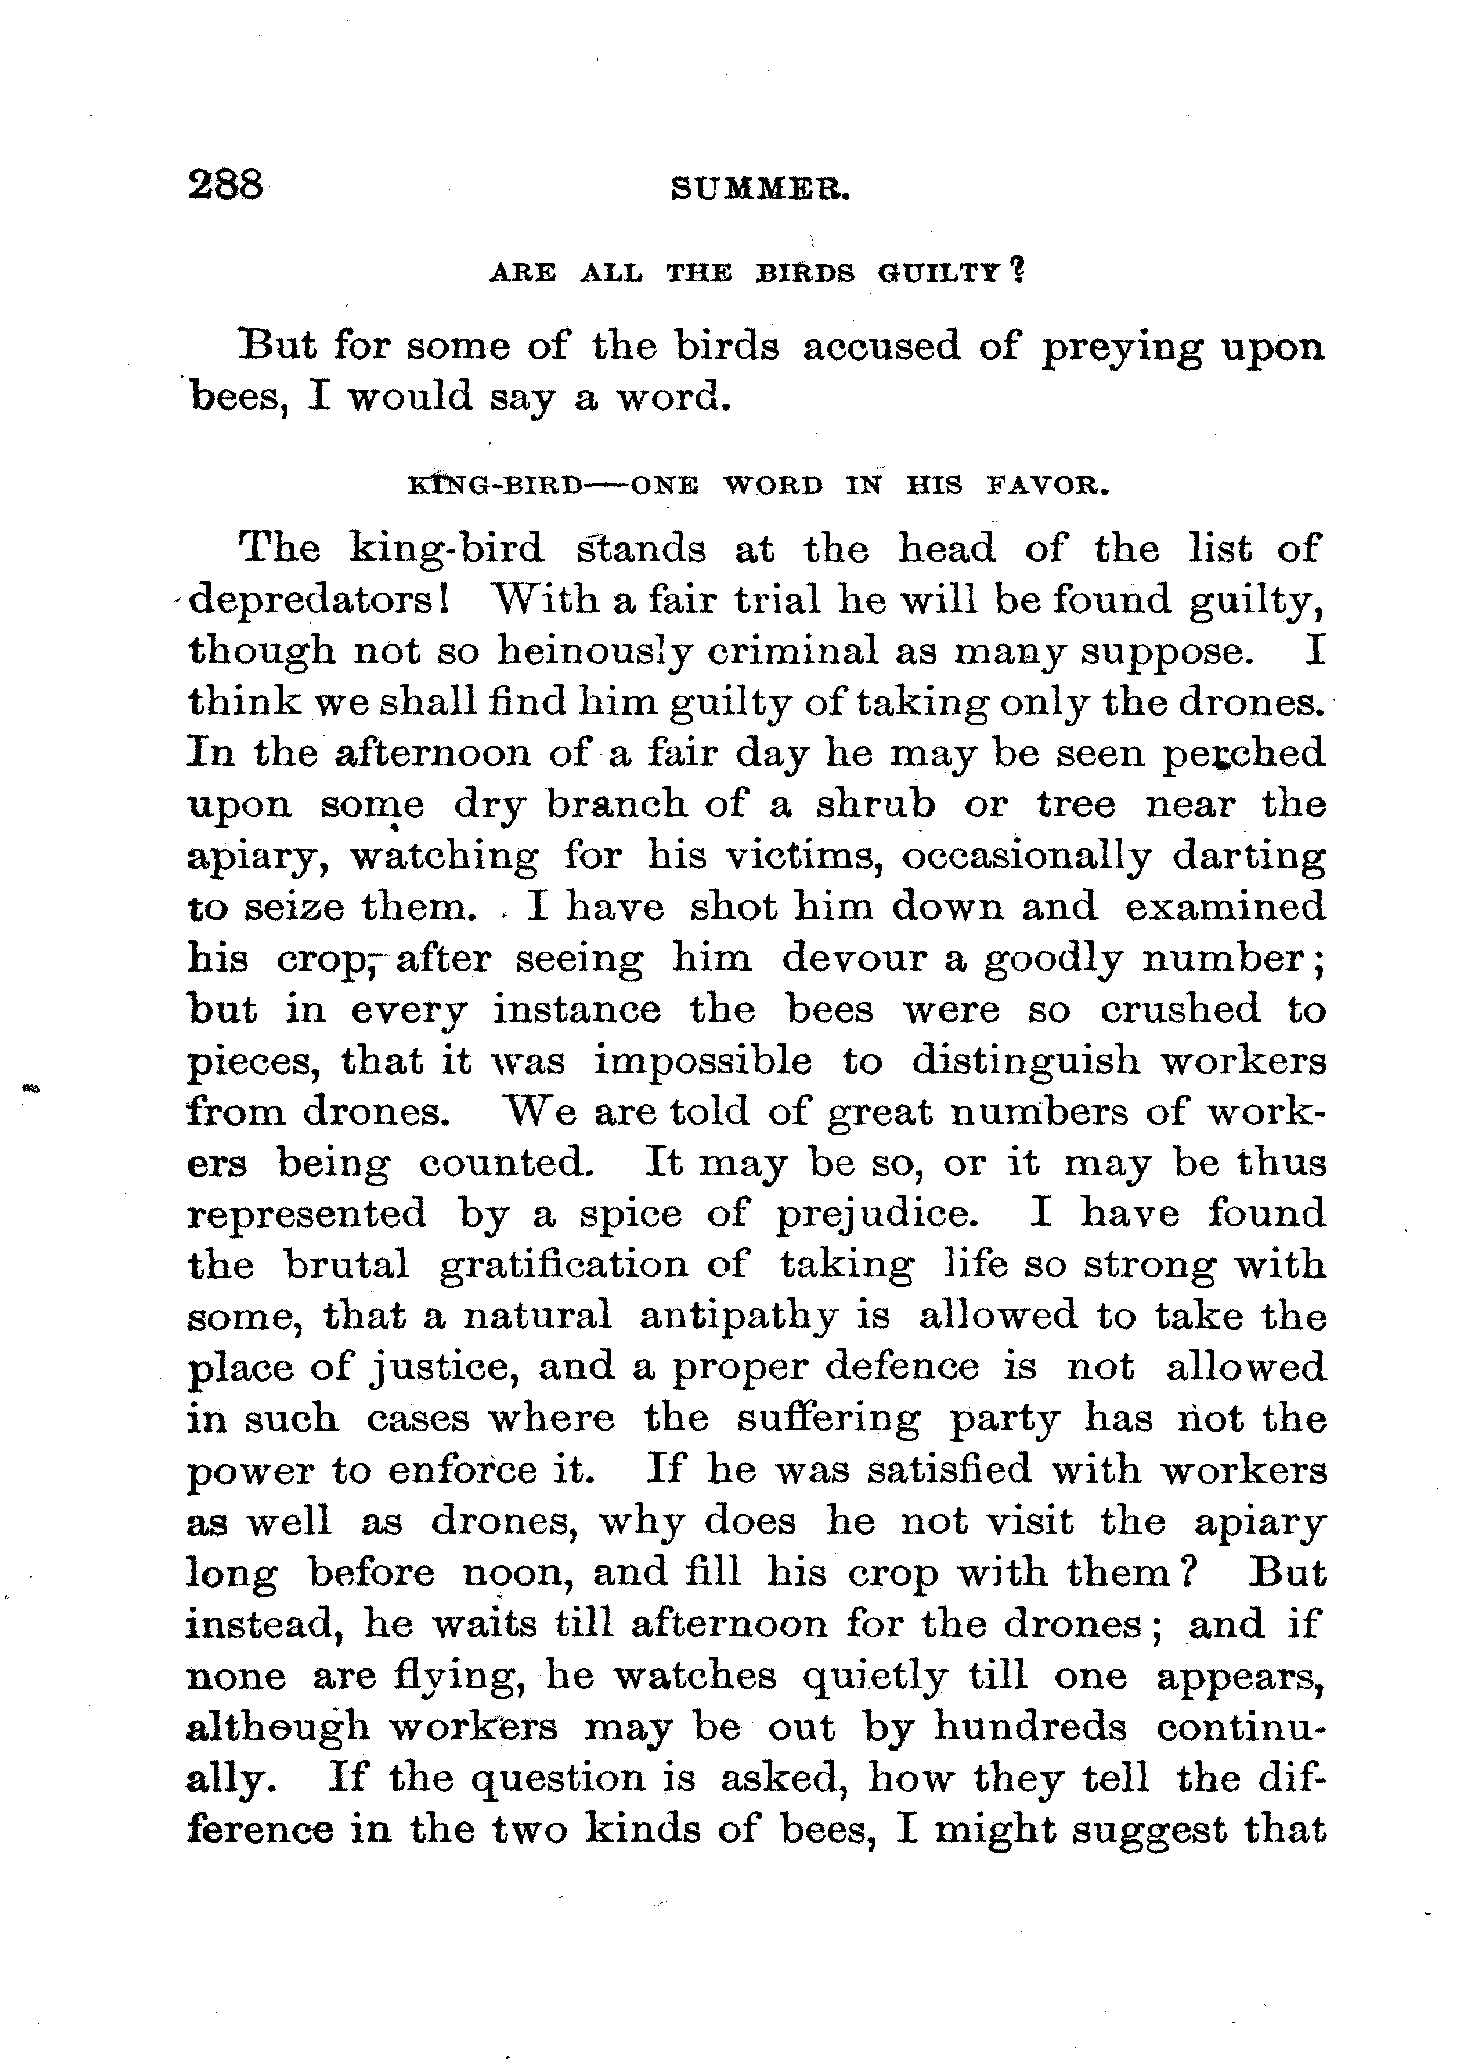 288 SUMMER.
ARE ALL THE BIRDS GUILTY?
But for some of the birds accused of preying upon
bees, I would say a word.
KING-BIRD—ONE WORD IN HIS FAVOR.
The king-bird stands at the head of the list of
depredators! With a fair trial he will be found guilty,
though not so heinously criminal as many suppose. I
think we shall find him guilty of taking only the drones.
In the afternoon of a fair day he may be seen perched
upon some dry branch of a shrub or tree near the
apiary, watching for his victims, occasionally darting
to seize them. I have shot him down and examined
his crop, after seeing him devour a goodly number;
but in every instance the bees were so crushed to
pieces, that it was impossible to distinguish workers
from drones. We are told of great numbers of work-
ers being counted. It may be so, or it may be thus
represented by a spice of prejudice. I have found
the brutal gratification of taking life so strong with
some, that a natural antipathy is allowed to take the
place of justice, and a proper defence is not allowed
in such cases where the suffering party has not the
power to enforce it. If he was satisfied with workers
as well as drones, why does he not visit the apiary
long before noon, and fill his crop with them? But
instead, he waits till afternoon for the drones; and if
none are flying, he watches quietly till one appears,
although workers may be out by hundreds continu-
ally. If the question is asked, how they tell the dif-
ference in the two kinds of bees, I might suggest that